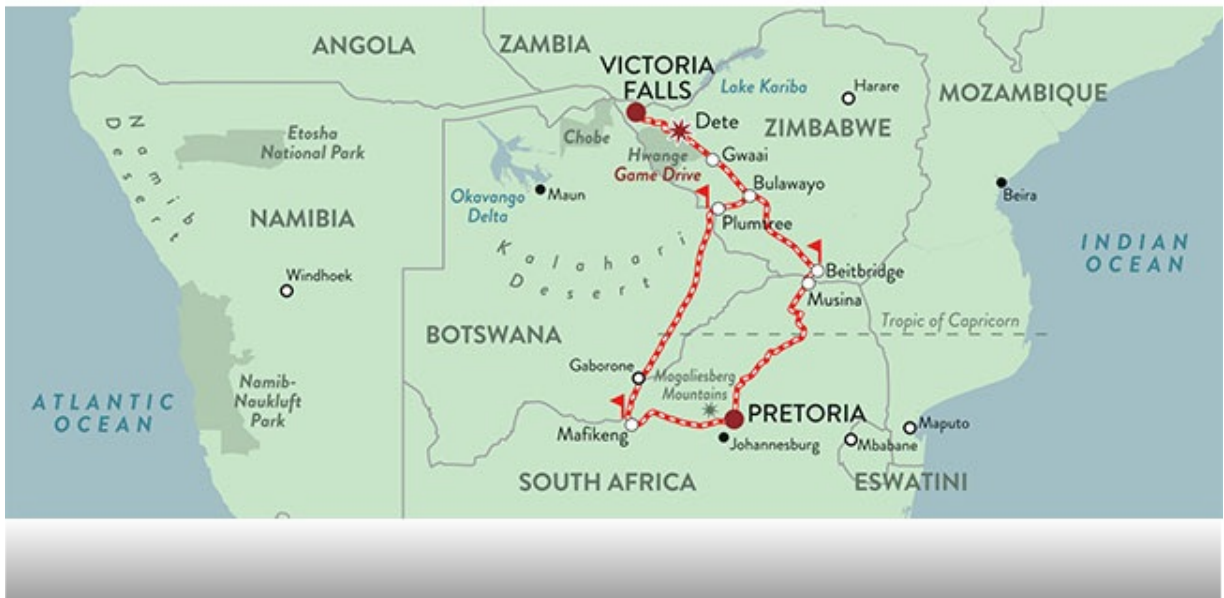 ANGOLA
ZAMBIA
VICTORIA
FALLS
Lake Kariba
Harare
MOZAMBIQUE
Namib
Desert
Etosha
National Park
Chobe
Dete
ZIMBABWE
Hwange
Game Drive
Gwaai
Bulawayo
Okavango
Delta
Maun
Beira
NAMIBIA
Plumtree
Kalahari
Desert
INDIAN
OCEAN
Windhoek
Beitbridge
Musina
BOTSWANA
Tropic of Capricorn
Gaborone
Magaliesberg
Mountains
Namib-
Naukluft
Park
ATLANTIC
OCEAN
Mafikeng
PRETORIA
Johannesburg
Maputo
Mbabane
SOUTH AFRICA
ESWATINI